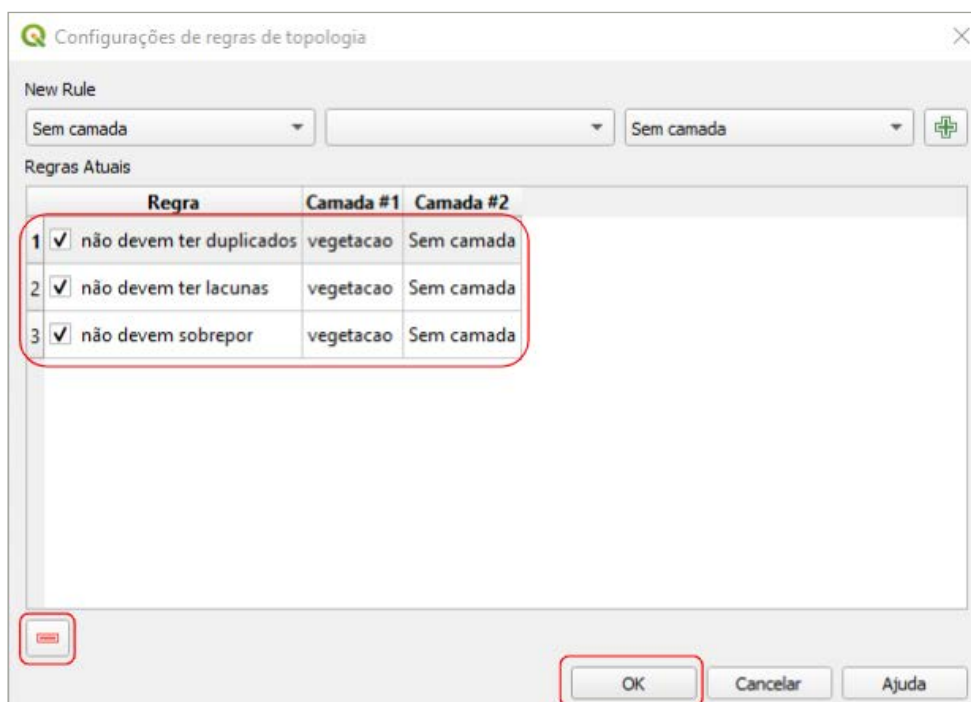 Configurações de regras de topologia
New Rule
Sem camada Sem camada
Regras Atuais
Regra Camada #1 Camada #2
1 não devem ter duplicados vegetacao Sem camada
2 não devem ter lacunas vegetacao Sem camada
3 não devem sobrepor vegetacao Sem camada
OK Cancelar Ajuda